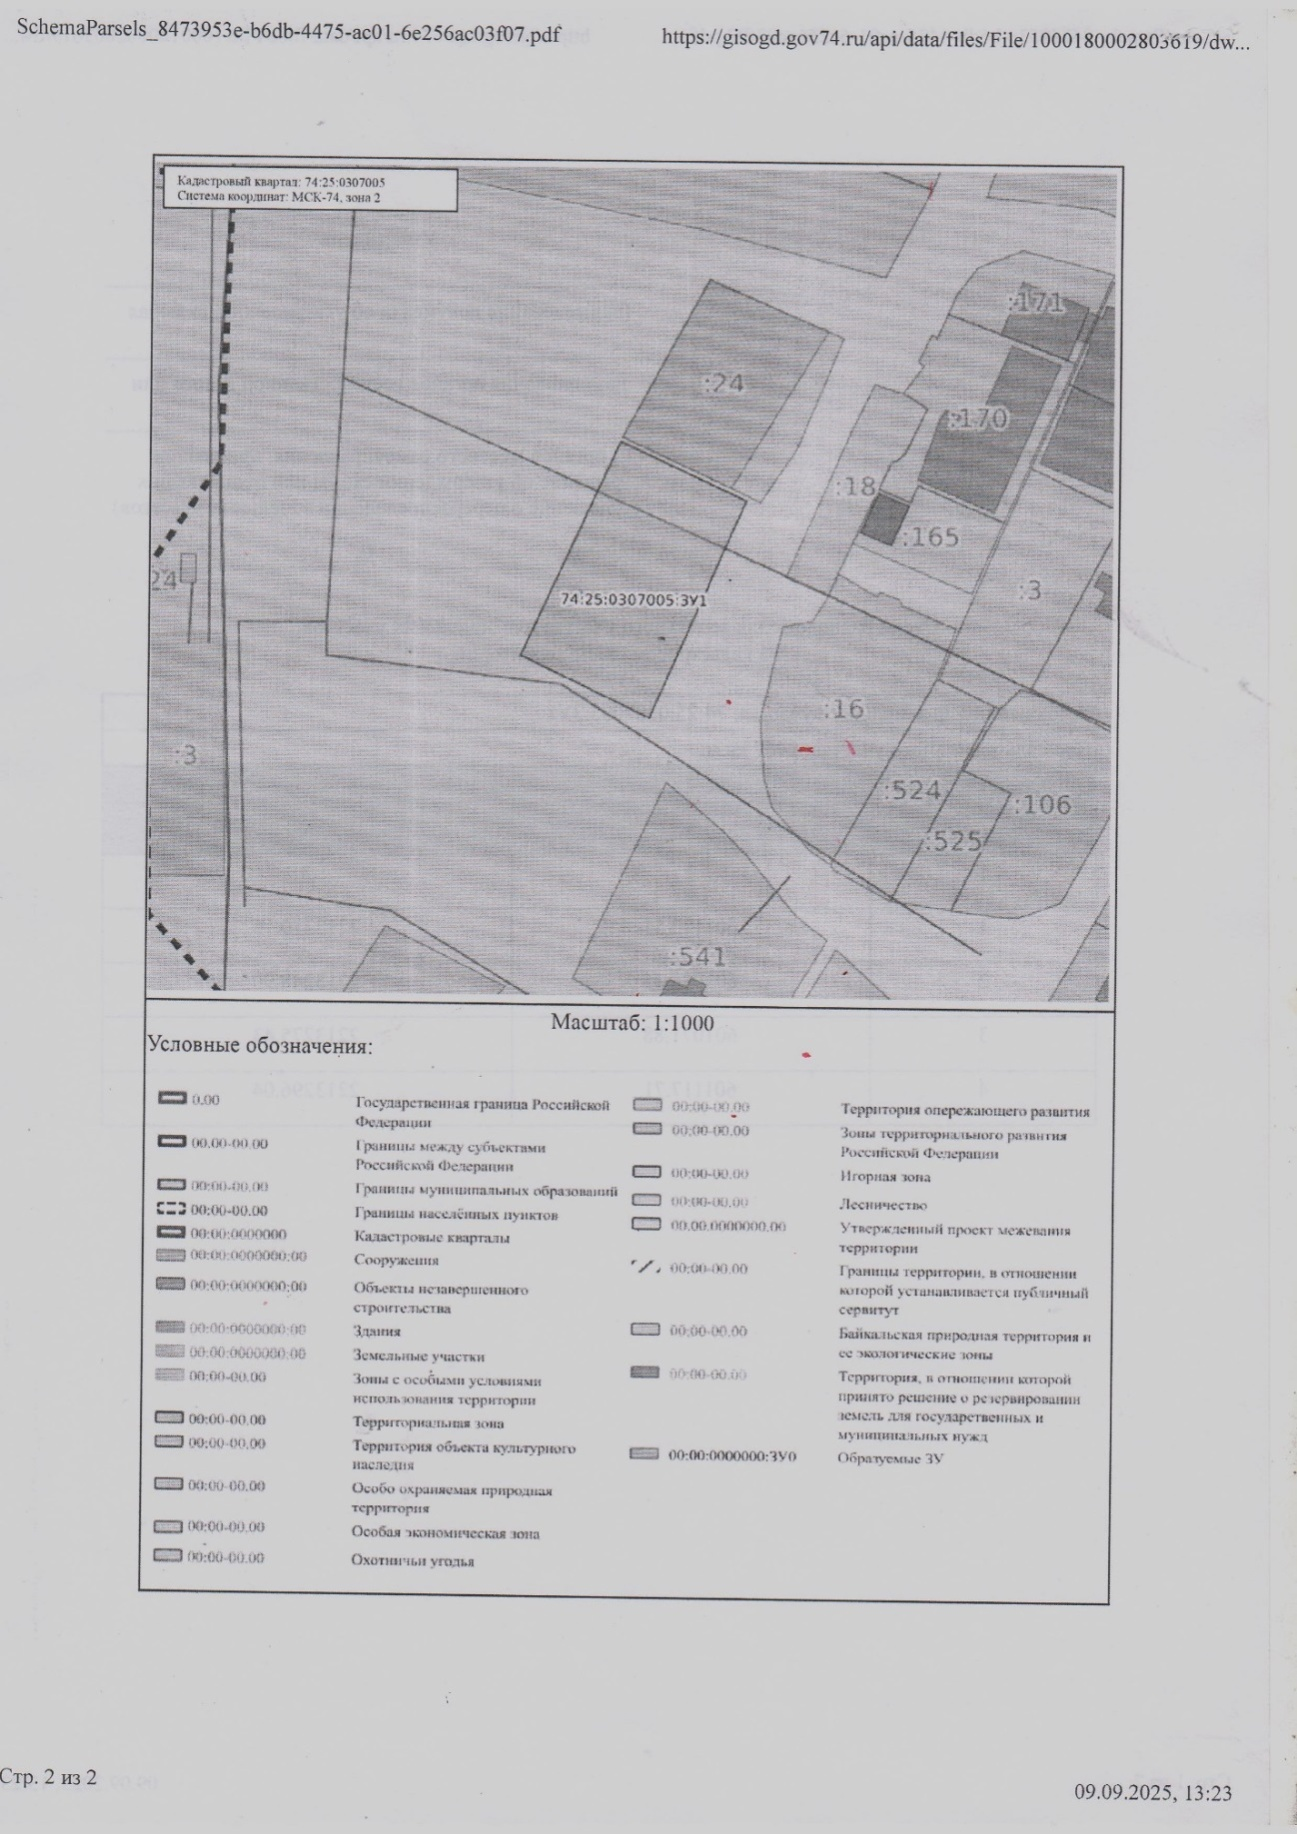 SchemaParsels_8473953e-b6db-4475-ac01-6e256ac03f07.pdf
https://gisogd.gov74.ru/api/data/files/File/1000180002803619/dw...
Кадастровый квартал: 74:25:0307005
Система координат: МСК-74, зона 2
:171
:24
:170
:18
:165
24
:3
74:25:0307005:ЗУ1
:16
:3
:524
:106
:525
:541
Масштаб: 1:1000
Условные обозначения:
0.00
Государственная граница Российской
Федерации
00.00-00.00
Границы между субъектами
Российской Федерации
00:00-00.00
Границы муниципальных образований
00:00-00.00
Границы населённых пунктов
00:00:0000000
Кадастровые кварталы
00:00:0000000:00
Сооружения
00:00:0000000:00
Объекты незавершенного
строительства
00:00:0000000:00
Здания
00:00:0000000:00
Земельные участки
00:00-00.00
Зоны с особыми условиями
использования территории
00:00-00.00
Территориальная зона
00:00-00.00
Территория объекта культурного
наследия
00:00-00.00
Особо охраняемая природная
территория
00:00-00.00
Особая экономическая зона
00:00-00.00
Охотничьи угодья
00:00-00.00
Территория опережающего развития
00:00-00.00
Зоны территориального развития
Российской Федерации
00:00-00.00
Игорная зона
00:00-00.00
Лесничество
00.00.0000000.00
Утвержденный проект межевания
территории
00:00-00.00
Границы территории, в отношении
которой устанавливается публичный
сервитут
00:00-00.00
Байкальская природная территория и
ее экологические зоны
00:00-00.00
Территория, в отношении которой
принято решение о резервировании
земель для государственных и
муниципальных нужд
00:00:0000000:ЗУ0
Образуемые ЗУ
Стр. 2 из 2
09.09.2025, 13:23